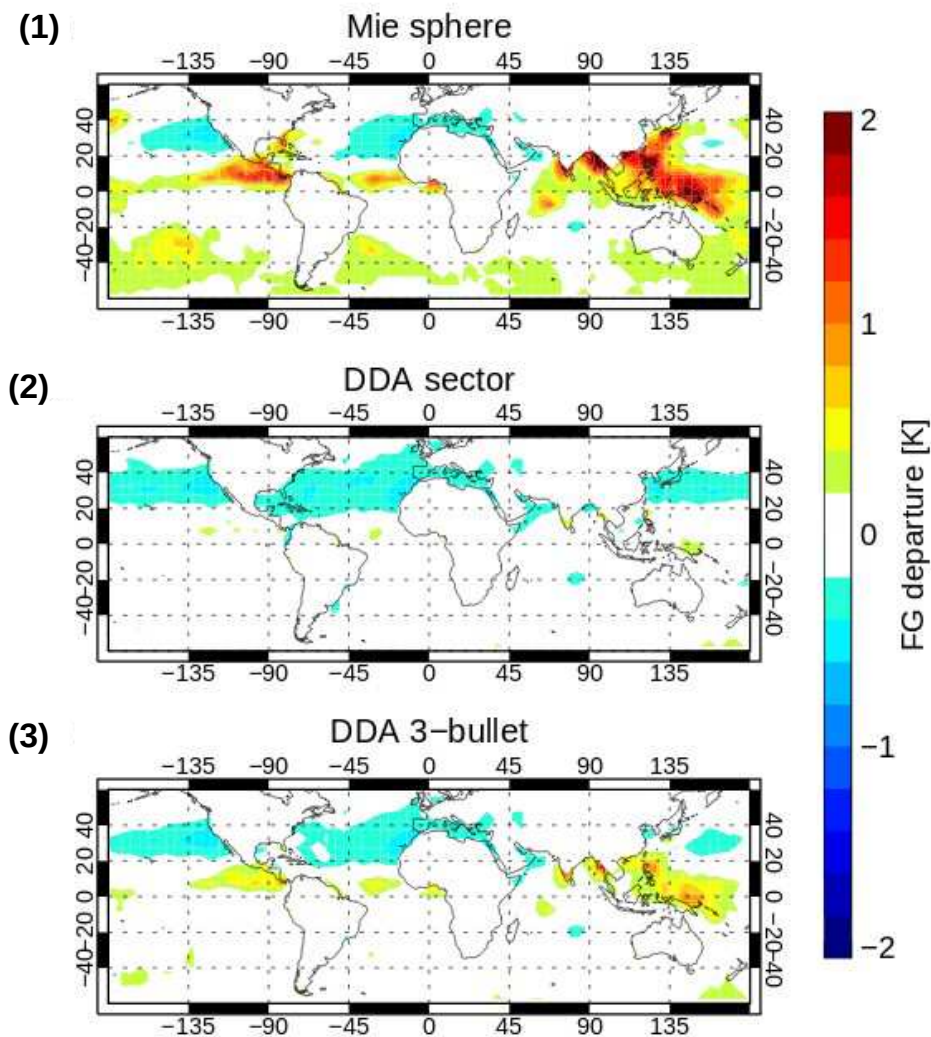 (1)
Mie sphere
−135 −90 −45 0 45 90 135
40 20 0 −20 −40
40 20 0 −20 −40
−135 −90 −45 0 45 90 135
(2)
DDA sector
−135 −90 −45 0 45 90 135
40 20 0 −20 −40
40 20 0 −20 −40
−135 −90 −45 0 45 90 135
(3)
DDA 3−bullet
−135 −90 −45 0 45 90 135
40 20 0 −20 −40
40 20 0 −20 −40
−135 −90 −45 0 45 90 135
2
1
0
−1
−2
FG departure [K]